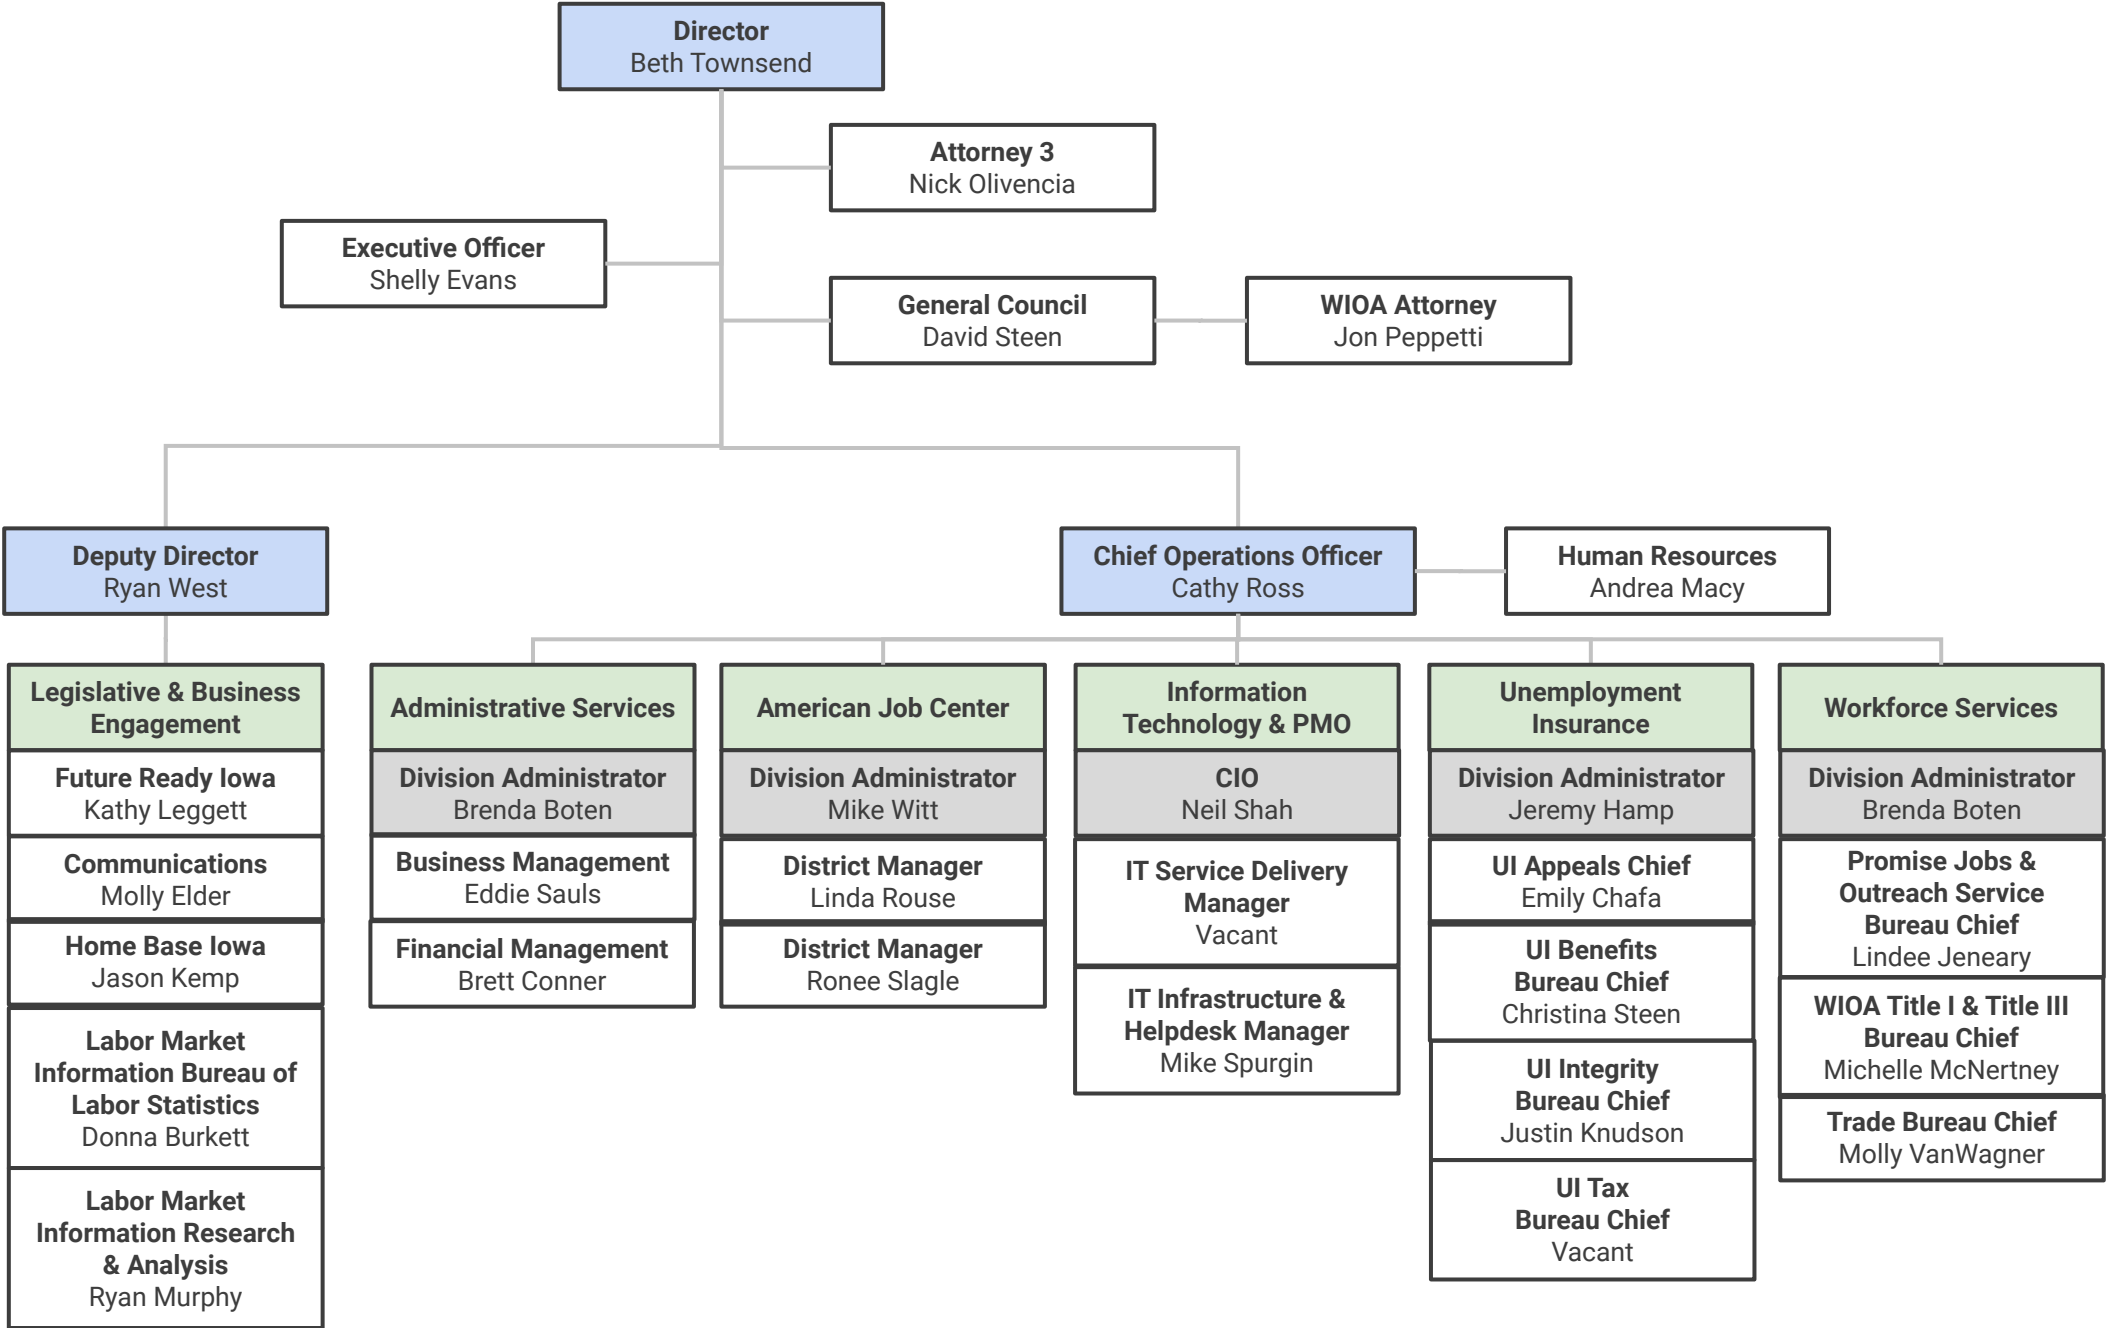 Director
Beth Townsend
Attorney 3
Nick Olivencia
Executive Officer
Shelly Evans
General Council
David Steen
WIOA Attorney
Jon Peppetti
Deputy Director
Ryan West
Chief Operations Officer
Cathy Ross
Human Resources
Andrea Macy
Legislative & Business
Engagement
Future Ready Iowa
Kathy Leggett
Communications
Molly Elder
Home Base Iowa
Jason Kemp
Labor Market
Information Bureau of
Labor Statistics
Donna Burkett
Labor Market
Information Research
& Analysis
Ryan Murphy
Administrative Services
Division Administrator
Brenda Boten
Business Management
Eddie Sauls
Financial Management
Brett Conner
American Job Center
Division Administrator
Mike Witt
District Manager
Linda Rouse
District Manager
Ronee Slagle
Information
Technology & PMO
CIO
Neil Shah
IT Service Delivery
Manager
Vacant
IT Infrastructure &
Helpdesk Manager
Mike Spurgin
Unemployment
Insurance
Division Administrator
Jeremy Hamp
UI Appeals Chief
Emily Chafa
UI Benefits
Bureau Chief
Christina Steen
UI Integrity
Bureau Chief
Justin Knudson
UI Tax
Bureau Chief
Vacant
Workforce Services
Division Administrator
Brenda Boten
Promise Jobs &
Outreach Service
Bureau Chief
Lindee Jeneary
WIOA Title I & Title III
Bureau Chief
Michelle McNertney
Trade Bureau Chief
Molly VanWagner